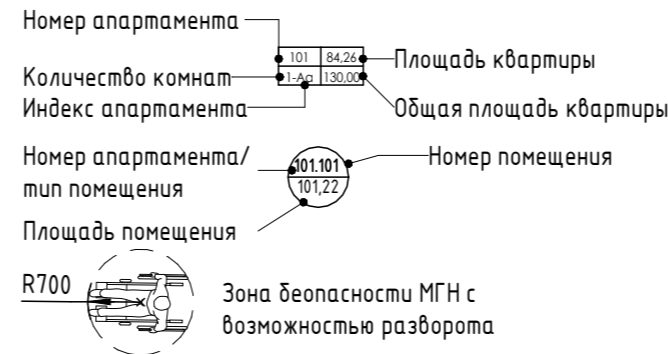 Номер апартамента
101 84,26 Площадь квартиры
Количество комнат 1-Аа 130,00
Индекс апартамента Общая площадь квартиры
Номер апартамента/ 101.101 Номер помещения
тип помещения 101,22
Площадь помещения
R700 Зона беопасности МГН с
возможностью разворота